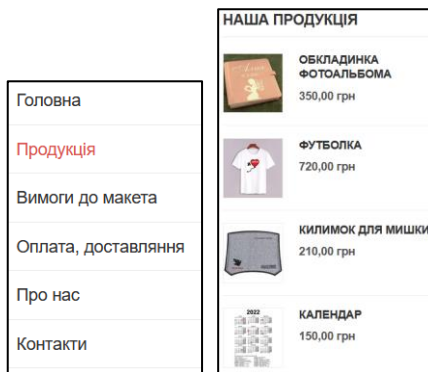 Головна
Продукція
Вимоги до макета
Оплата, доставляння
Про нас
Контакти
НАША ПРОДУКЦІЯ
ОБКЛАДИНКА
ФОТОАЛЬБОМА
350,00 грн
ФУТБОЛКА
720,00 грн
КИЛИМОК ДЛЯ МИШКИ
210,00 грн
КАЛЕНДАР
150,00 грн
2022